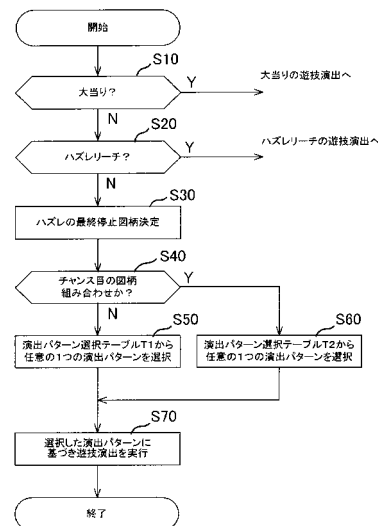 開始
S10
大当り？
Y
大当りの遊技演出へ
N
S20
ハズレリーチ？
Y
ハズレリーチの遊技演出へ
N
S30
ハズレの最終停止図柄決定
S40
チャンス目の図柄
組み合わせか？
Y
N
S50
演出パターン選択テーブルT1から
任意の1つの演出パターンを選択
S60
演出パターン選択テーブルT2から
任意の1つの演出パターンを選択
S70
選択した演出パターンに
基づき遊技演出を実行
終了